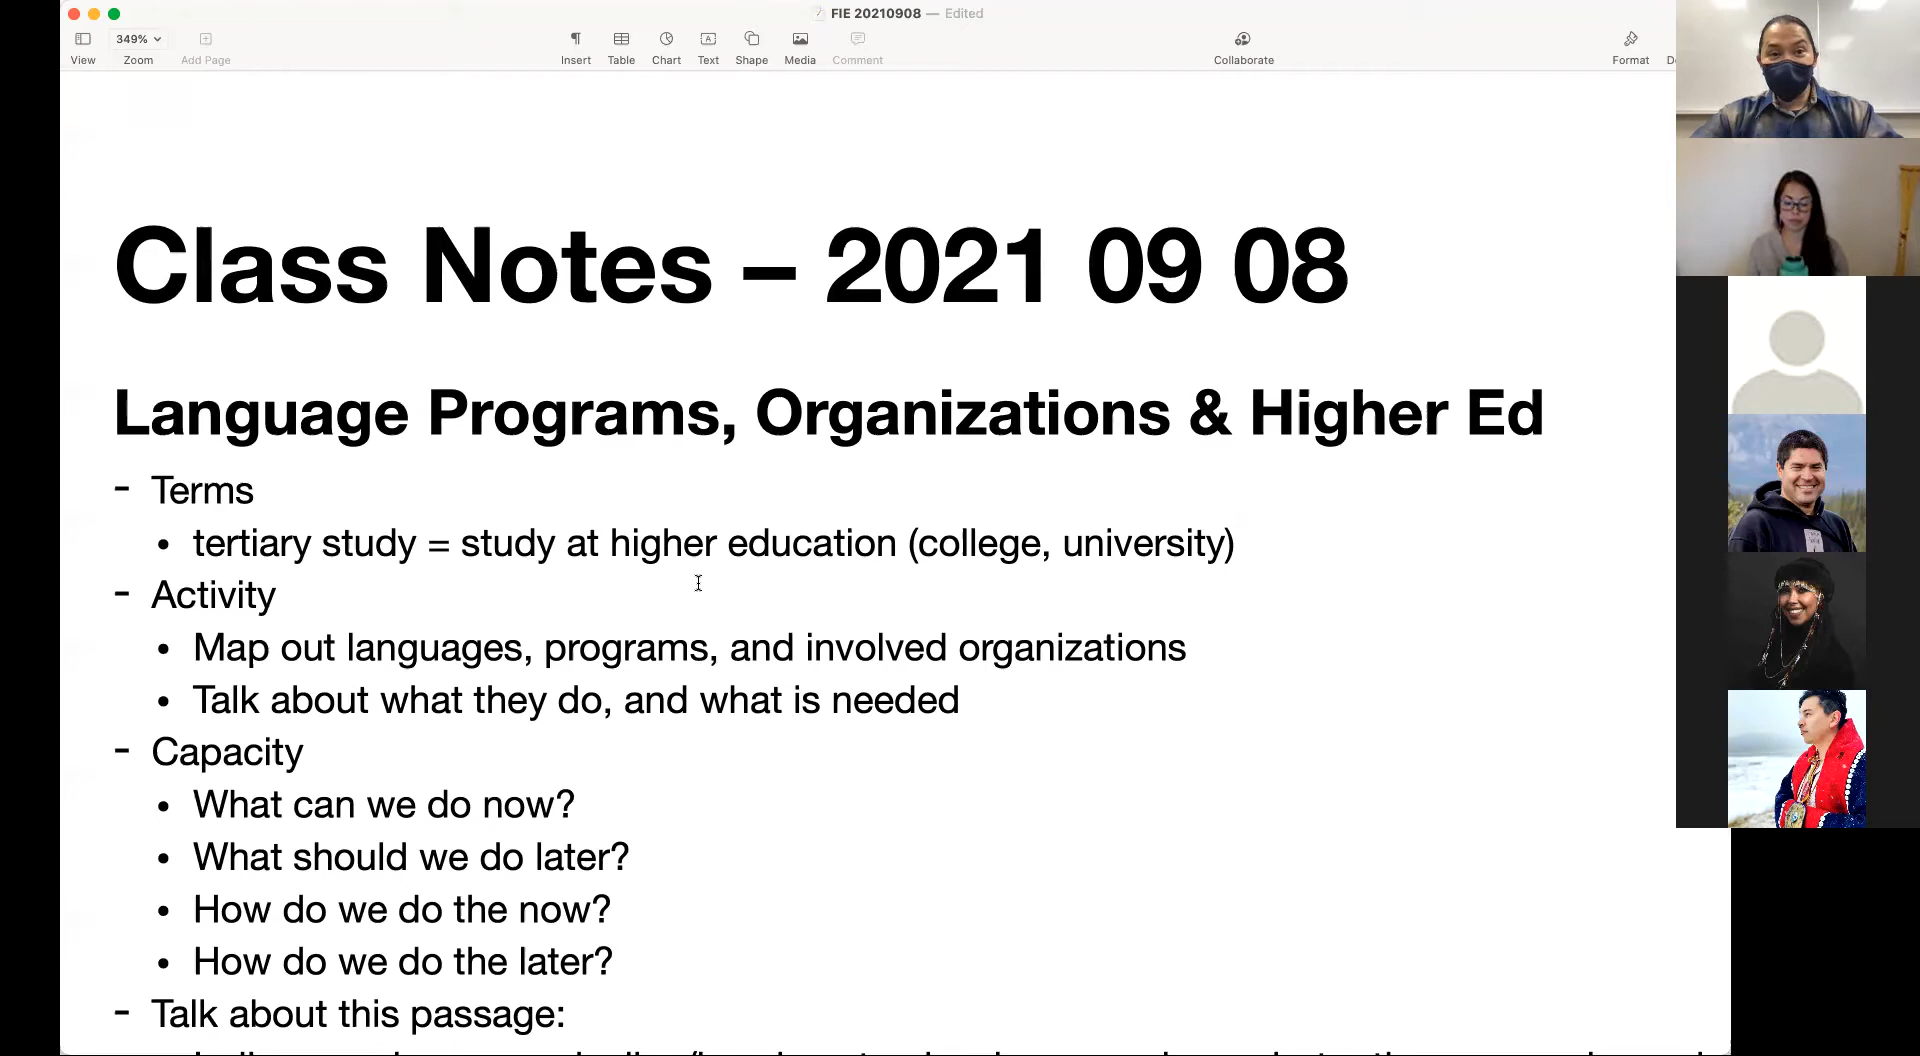 FIE 20210908 — Edited
349%
View Zoom Add Page Insert Table Chart Text Shape Media Comment Collaborate Format
Class Notes – 2021 09 08
Language Programs, Organizations & Higher Ed
- Terms
• tertiary study = study at higher education (college, university)
- Activity
• Map out languages, programs, and involved organizations
• Talk about what they do, and what is needed
- Capacity
• What can we do now?
• What should we do later?
• How do we do the now?
• How do we do the later?
- Talk about this passage: